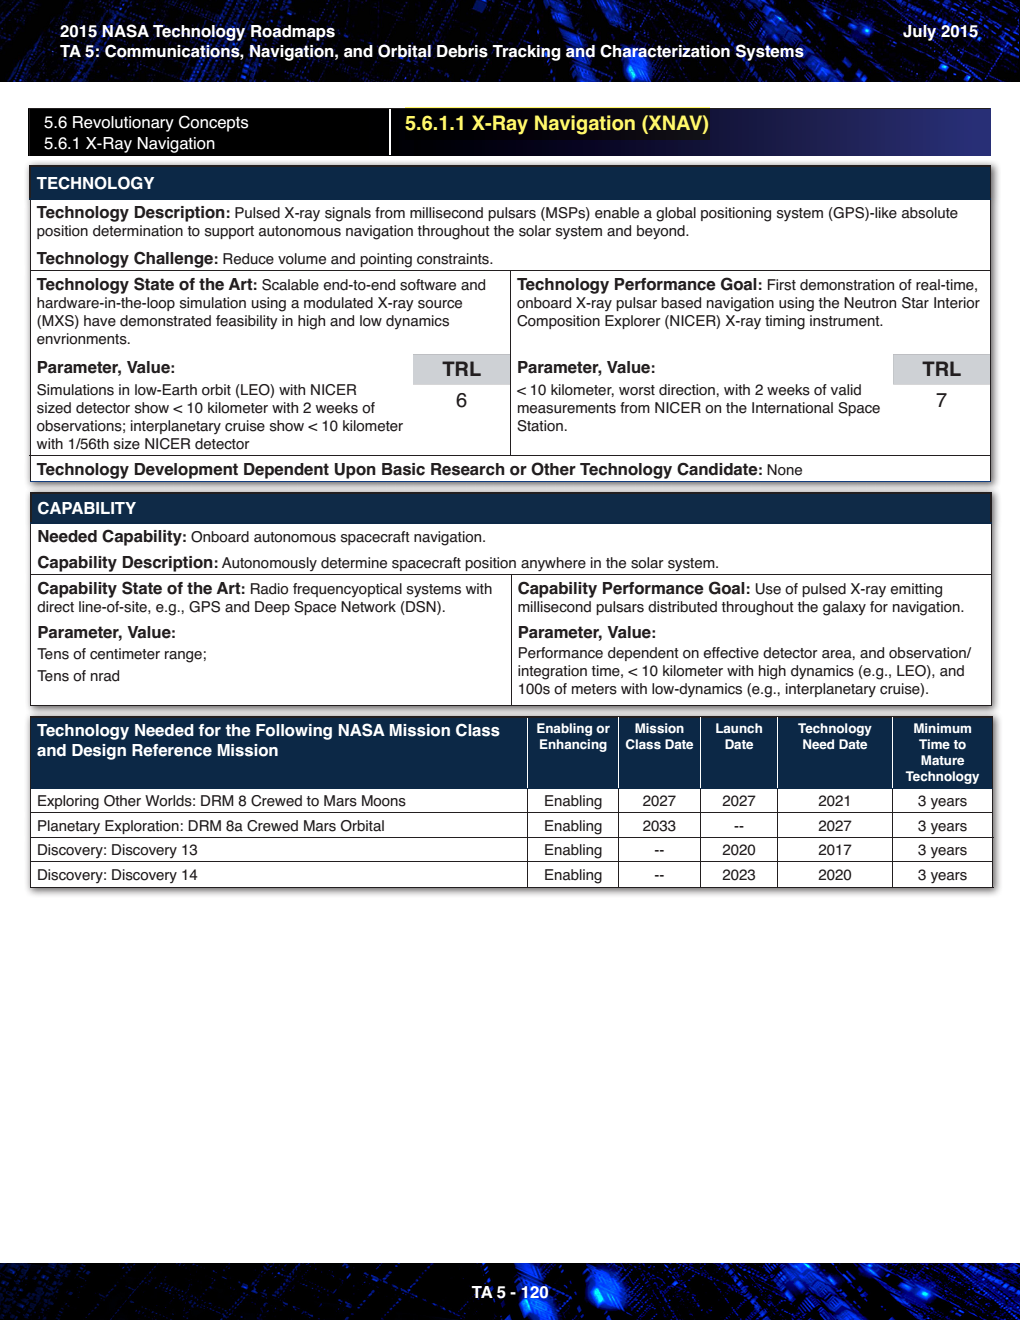 2015 NASA Technology Roadmaps
July 2015
TA 5: Communications, Navigation, and Orbital Debris Tracking and Characterization Systems
5.6 Revolutionary Concepts
5.6.1 X-Ray Navigation
5.6.1.1 X-Ray Navigation (XNAV)
TECHNOLOGY
Technology Description: Pulsed X-ray signals from millisecond pulsars (MSPs) enable a global positioning system (GPS)-like absolute
position determination to support autonomous navigation throughout the solar system and beyond.
Technology Challenge: Reduce volume and pointing constraints.
Technology State of the Art: Scalable end-to-end software and
hardware-in-the-loop simulation using a modulated X-ray source
(MXS) have demonstrated feasibility in high and low dynamics
envrionments.
Parameter, Value:
Simulations in low-Earth orbit (LEO) with NICER
sized detector show < 10 kilometer with 2 weeks of
observations; interplanetary cruise show < 10 kilometer
with 1/56th size NICER detector
TRL
6
Technology Performance Goal: First demonstration of real-time,
onboard X-ray pulsar based navigation using the Neutron Star Interior
Composition Explorer (NICER) X-ray timing instrument.
Parameter, Value:
< 10 kilometer, worst direction, with 2 weeks of valid
measurements from NICER on the International Space
Station.
TRL
7
Technology Development Dependent Upon Basic Research or Other Technology Candidate: None
CAPABILITY
Needed Capability: Onboard autonomous spacecraft navigation.
Capability Description: Autonomously determine spacecraft position anywhere in the solar system.
Capability State of the Art: Radio frequencyoptical systems with
direct line-of-site, e.g., GPS and Deep Space Network (DSN).
Parameter, Value:
Tens of centimeter range;
Tens of nrad
Capability Performance Goal: Use of pulsed X-ray emitting
millisecond pulsars distributed throughout the galaxy for navigation.
Parameter, Value:
Performance dependent on effective detector area, and observation/
integration time, < 10 kilometer with high dynamics (e.g., LEO), and
100s of meters with low-dynamics (e.g., interplanetary cruise).
Technology Needed for the Following NASA Mission Class
and Design Reference Mission
Enabling or
Enhancing
Mission
Class Date
Launch
Date
Technology
Need Date
Minimum
Time to
Mature
Technology
Exploring Other Worlds: DRM 8 Crewed to Mars Moons Enabling 2027 2027 2021 3 years
Planetary Exploration: DRM 8a Crewed Mars Orbital Enabling 2033 -- 2027 3 years
Discovery: Discovery 13 Enabling -- 2020 2017 3 years
Discovery: Discovery 14 Enabling -- 2023 2020 3 years
TA 5 - 120